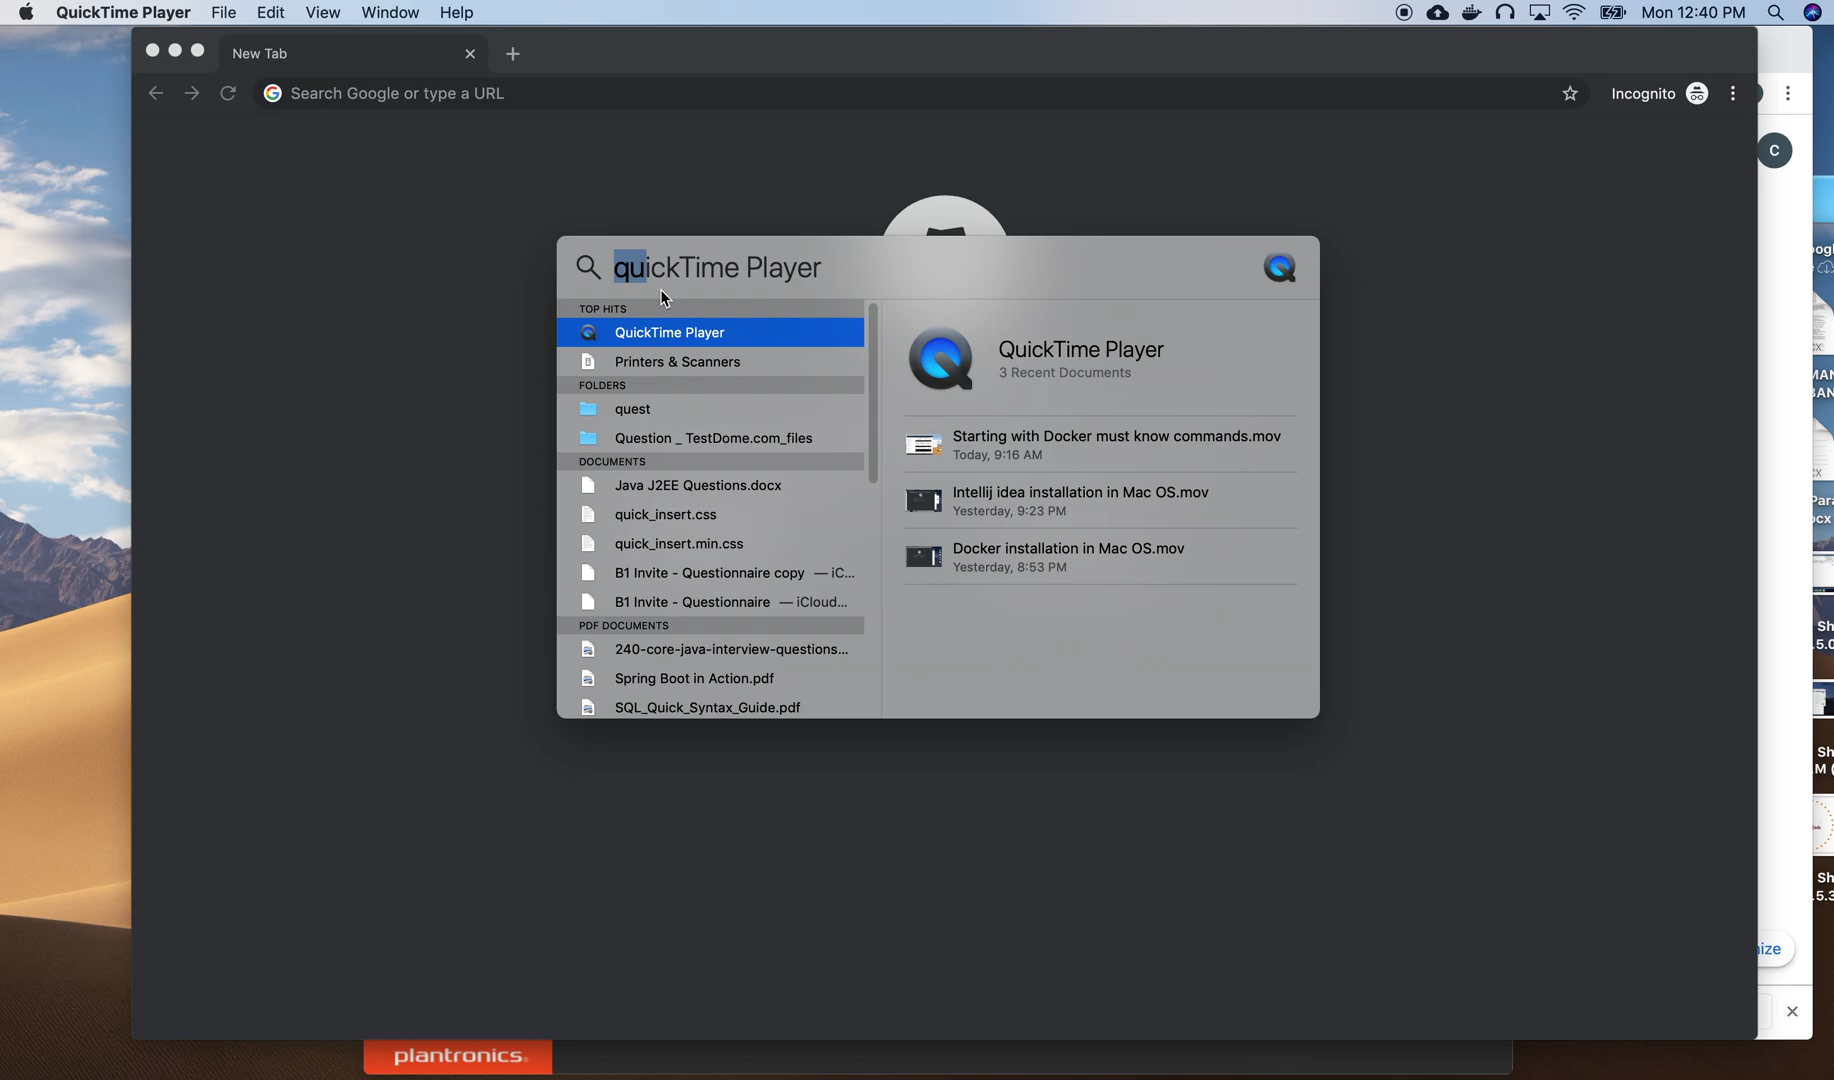 QuickTime Player File Edit View Window Help
Mon 12:40 PM
New Tab
Search Google or type a URL
Incognito
C
quickTime Player
TOP HITS
QuickTime Player
Printers & Scanners
FOLDERS
quest
Question _ TestDome.com_files
DOCUMENTS
Java J2EE Questions.docx
quick_insert.css
quick_insert.min.css
B1 Invite - Questionnaire copy — iC...
B1 Invite - Questionnaire — iCloud...
PDF DOCUMENTS
240-core-java-interview-questions...
Spring Boot in Action.pdf
SQL_Quick_Syntax_Guide.pdf
QuickTime Player
3 Recent Documents
Starting with Docker must know commands.mov
Today, 9:16 AM
Intellij idea installation in Mac OS.mov
Yesterday, 9:23 PM
Docker installation in Mac OS.mov
Yesterday, 8:53 PM
plantronics.